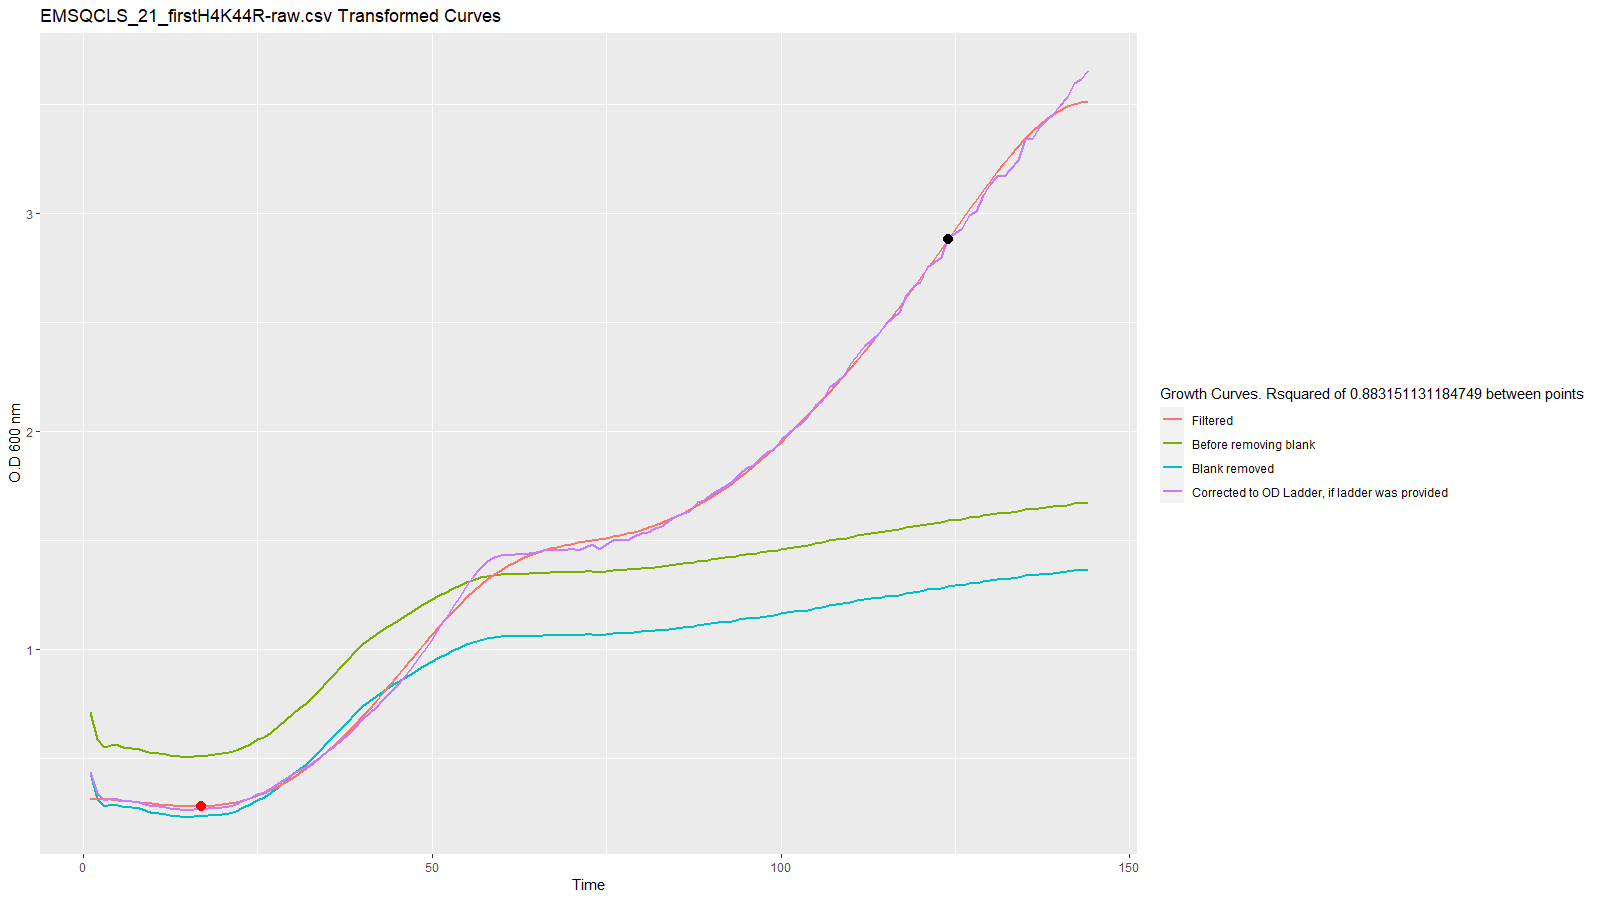 EMSQCLS_21_firstH4K44R-raw.csv Transformed Curves
3
2
1
O.D 600 nm
0
50
100
150
Time
Growth Curves. Rsquared of 0.883151131184749 between points
Filtered
Before removing blank
Blank removed
Corrected to OD Ladder, if ladder was provided